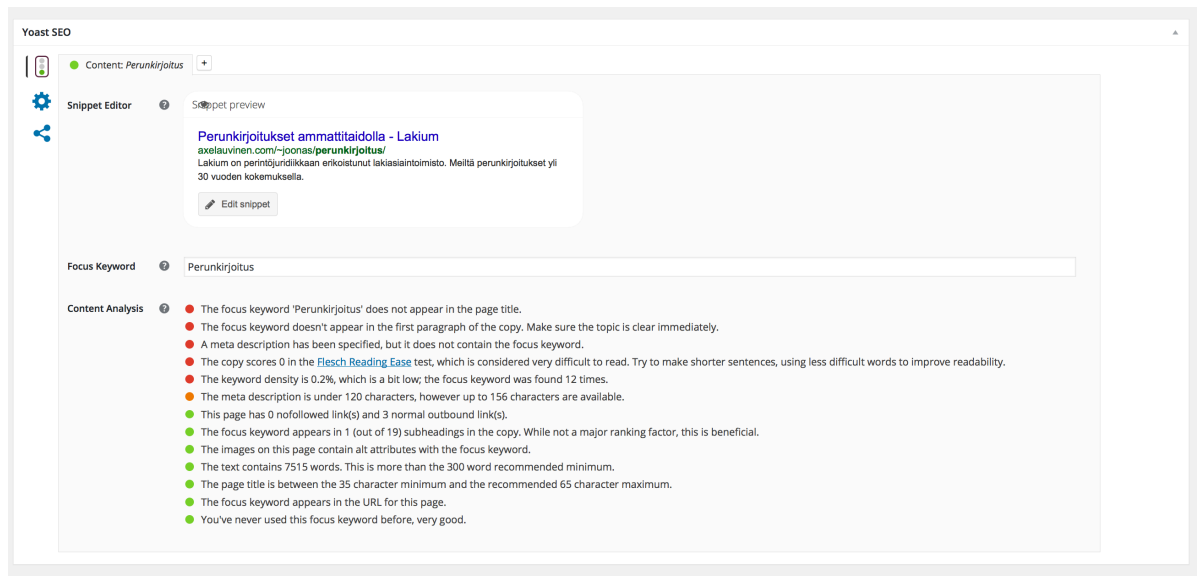 Yoast SEO
Content: Perunkirjoitus +
Snippet Editor ? Snippet preview
Perunkirjoitukset ammattitaidolla - Lakium
axelauvinen.com/~joonas/perunkirjoitus/
Lakium on perintöjuridiikkaan erikoistunut lakiasiaintoimisto. Meiltä perunkirjoitukset yli
30 vuoden kokemuksella.
Edit snippet
Focus Keyword ? Perunkirjoitus
Content Analysis ? The focus keyword 'Perunkirjoitus' does not appear in the page title.
The focus keyword doesn't appear in the first paragraph of the copy. Make sure the topic is clear immediately.
A meta description has been specified, but it does not contain the focus keyword.
The copy scores 0 in the Flesch Reading Ease test, which is considered very difficult to read. Try to make shorter sentences, using less difficult words to improve readability.
The keyword density is 0.2%, which is a bit low; the focus keyword was found 12 times.
The meta description is under 120 characters, however up to 156 characters are available.
This page has 0 nofollowed link(s) and 3 normal outbound link(s).
The focus keyword appears in 1 (out of 19) subheadings in the copy. While not a major ranking factor, this is beneficial.
The images on this page contain alt attributes with the focus keyword.
The text contains 7515 words. This is more than the 300 word recommended minimum.
The page title is between the 35 character minimum and the recommended 65 character maximum.
The focus keyword appears in the URL for this page.
You've never used this focus keyword before, very good.